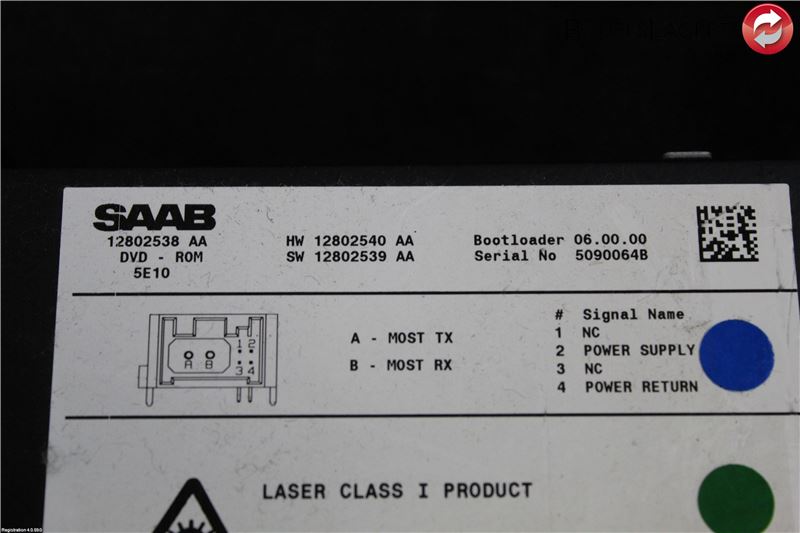 SAAB
12802538 AA
DVD - ROM
5E10
HW 12802540 AA
SW 12802539 AA
Bootloader 06.00.00
Serial No 5090064B
A B
1 2
3 4
A - MOST TX
B - MOST RX
# Signal Name
1 NC
2 POWER SUPPLY
3 NC
4 POWER RETURN
LASER CLASS I PRODUCT